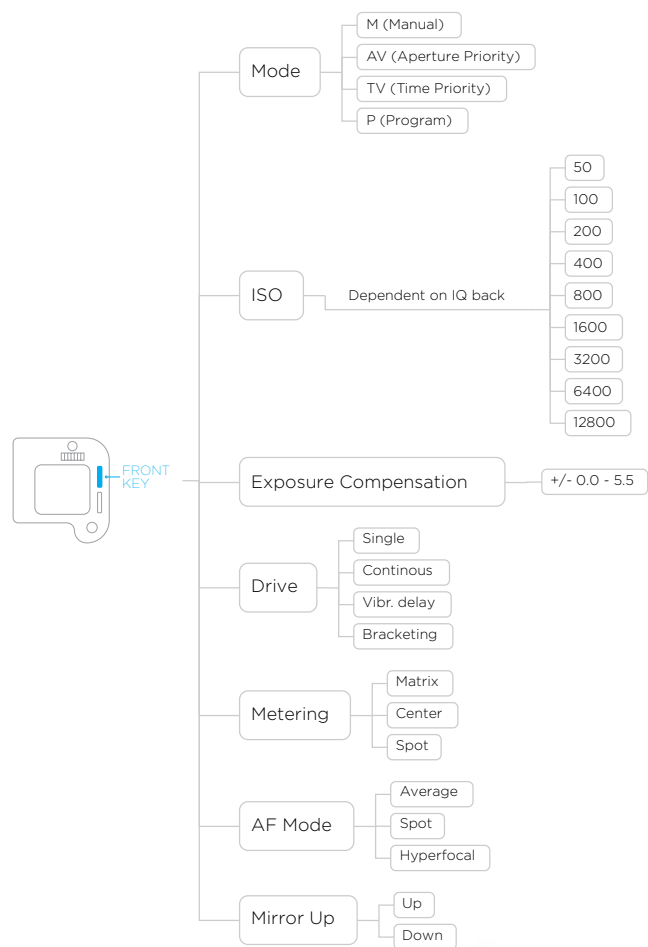 M (Manual)
Mode
AV (Aperture Priority)
TV (Time Priority)
P (Program)
50
100
200
400
ISO
Dependent on IQ back
800
1600
3200
6400
12800
FRONT
KEY
Exposure Compensation
+/- 0.0 - 5.5
Single
Drive
Continous
Vibr. delay
Bracketing
Matrix
Metering
Center
Spot
Average
AF Mode
Spot
Hyperfocal
Up
Mirror Up
Down